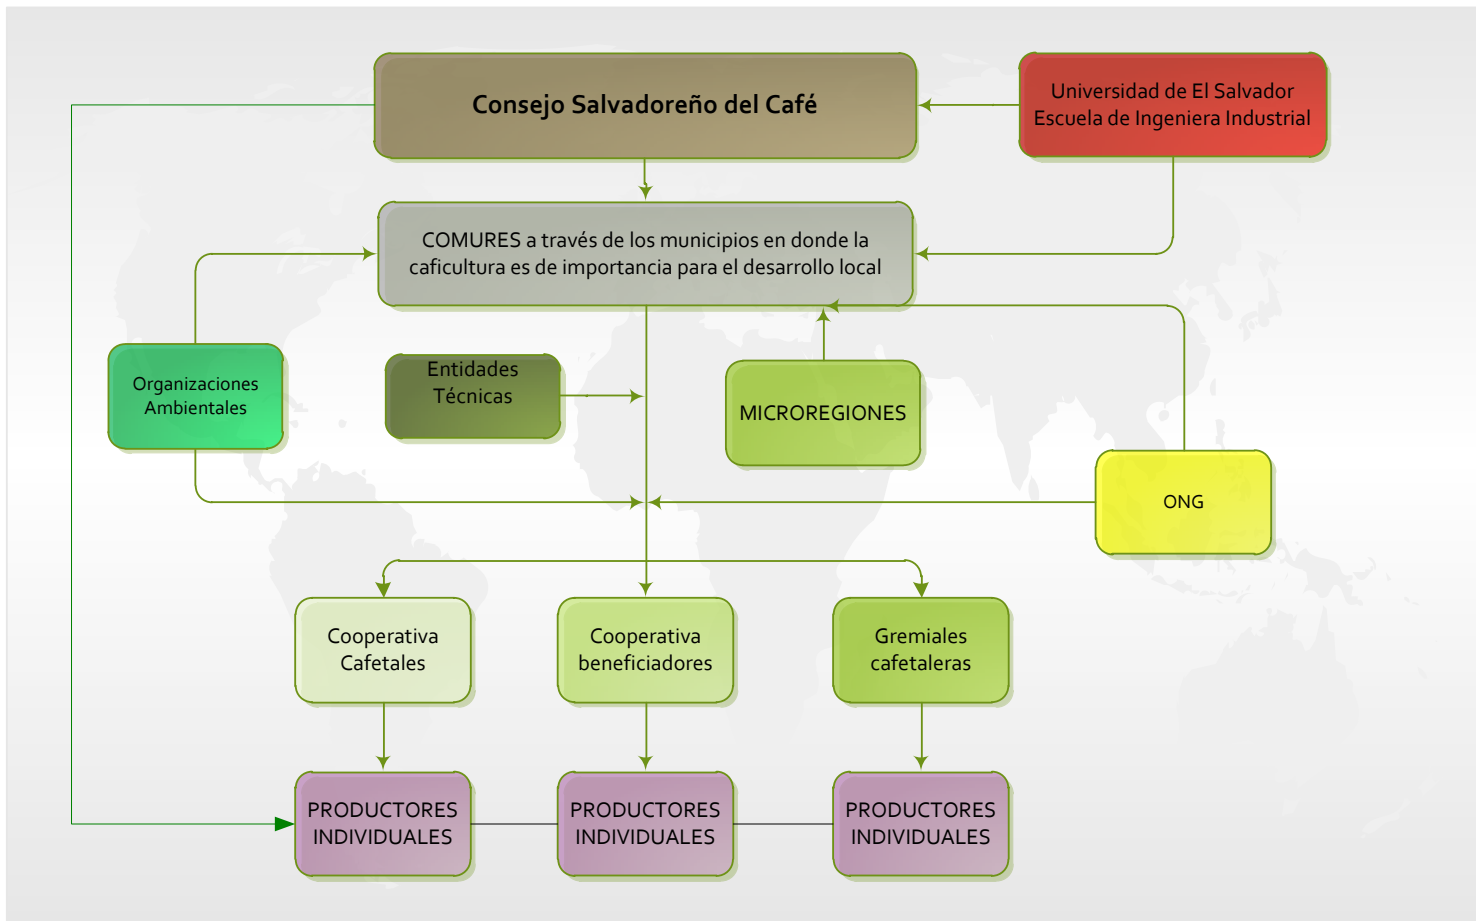 Consejo Salvadoreño del Café
Universidad de El Salvador
Escuela de Ingeniera Industrial
COMURES a través de los municipios en donde la
caficultura es de importancia para el desarrollo local
Organizaciones
Ambientales
Entidades
Técnicas
MICROREGIONES
ONG
Cooperativa
Cafetales
Cooperativa
beneficiadores
Gremiales
cafetaleras
PRODUCTORES
INDIVIDUALES
PRODUCTORES
INDIVIDUALES
PRODUCTORES
INDIVIDUALES